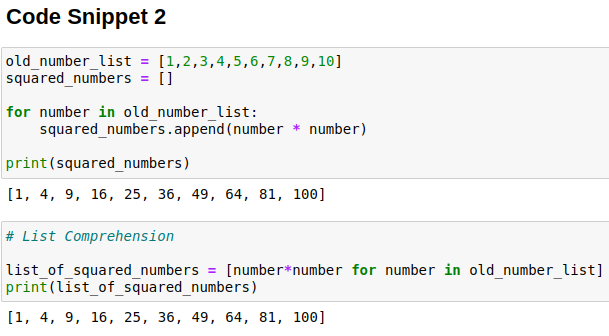 Code Snippet 2
old_number_list = [1,2,3,4,5,6,7,8,9,10]
squared_numbers = []
for number in old_number_list:
    squared_numbers.append(number * number)
print(squared_numbers)
[1, 4, 9, 16, 25, 36, 49, 64, 81, 100]
# List Comprehension
list_of_squared_numbers = [number*number for number in old_number_list]
print(list_of_squared_numbers)
[1, 4, 9, 16, 25, 36, 49, 64, 81, 100]